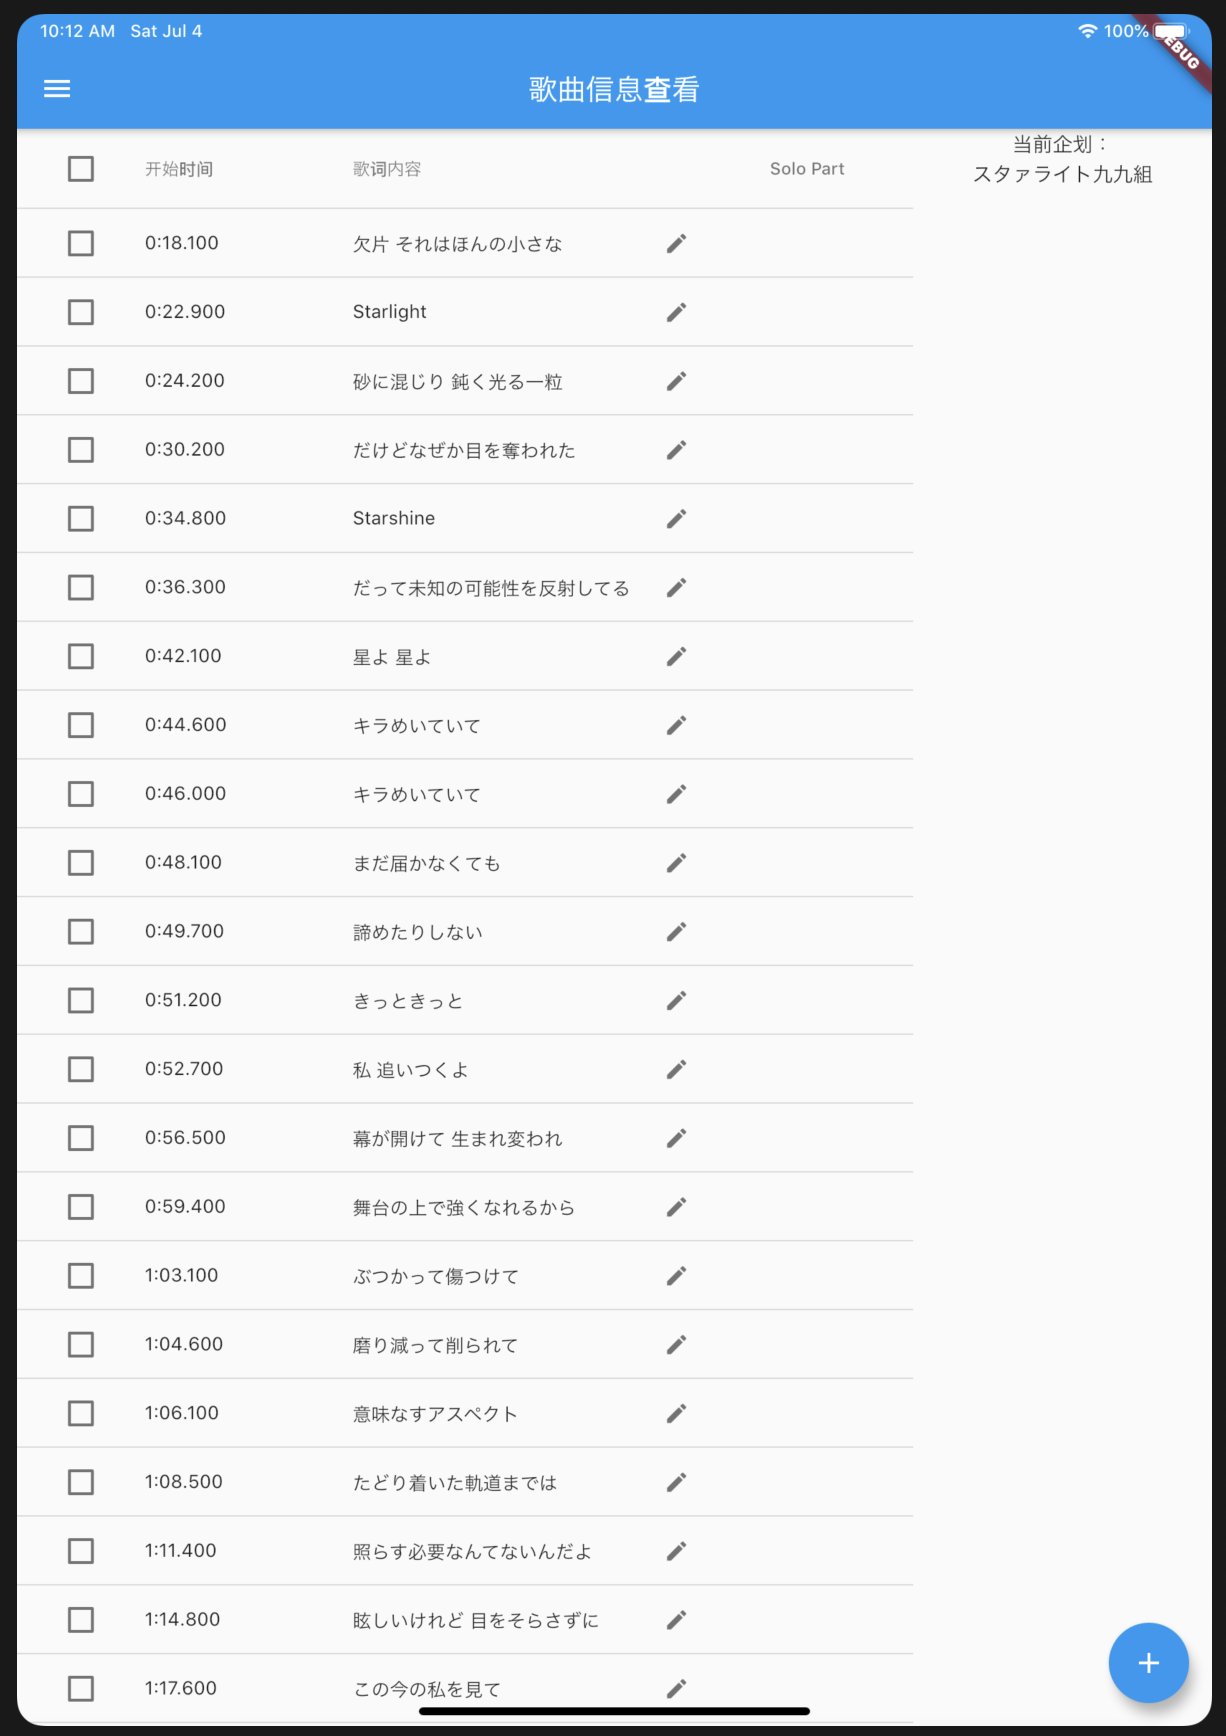 10:12 AM Sat Jul 4 100%
歌曲信息查看
当前企划：
スタァライト九九組
开始时间 歌词内容 Solo Part
0:18.100 欠片 それはほんの小さな
0:22.900 Starlight
0:24.200 砂に混じり 鈍く光る一粒
0:30.200 だけどなぜか目を奪われた
0:34.800 Starshine
0:36.300 だって未知の可能性を反射してる
0:42.100 星よ 星よ
0:44.600 キラめいていて
0:46.000 キラめいていて
0:48.100 まだ届かなくても
0:49.700 諦めたりしない
0:51.200 きっときっと
0:52.700 私 追いつくよ
0:56.500 幕が開けて 生まれ変われ
0:59.400 舞台の上で強くなれるから
1:03.100 ぶつかって傷つけて
1:04.600 磨り減って削られて
1:06.100 意味なすアスペクト
1:08.500 たどり着いた軌道までは
1:11.400 照らす必要なんてないんだよ
1:14.800 眩しいけれど 目をそらさずに
1:17.600 この今の私を見て